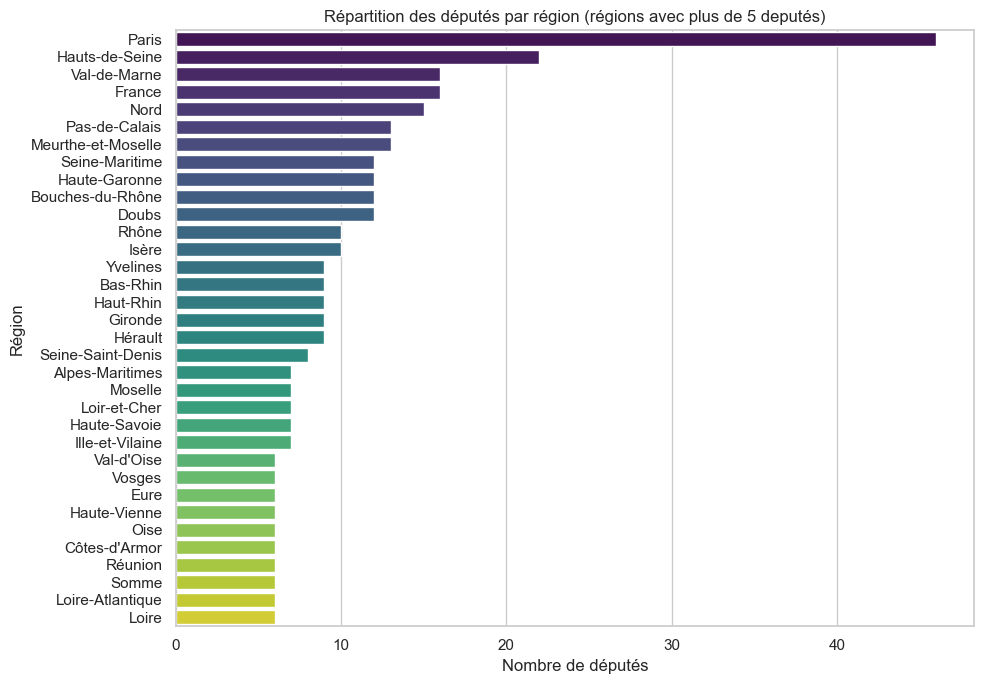 Répartition des députés par région (régions avec plus de 5 deputés)
Région
Paris
Hauts-de-Seine
Val-de-Marne
France
Nord
Pas-de-Calais
Meurthe-et-Moselle
Seine-Maritime
Haute-Garonne
Bouches-du-Rhône
Doubs
Rhône
Isère
Yvelines
Bas-Rhin
Haut-Rhin
Gironde
Hérault
Seine-Saint-Denis
Alpes-Maritimes
Moselle
Loir-et-Cher
Haute-Savoie
Ille-et-Vilaine
Val-d'Oise
Vosges
Eure
Haute-Vienne
Oise
Côtes-d'Armor
Réunion
Somme
Loire-Atlantique
Loire
0 10 20 30 40
Nombre de députés